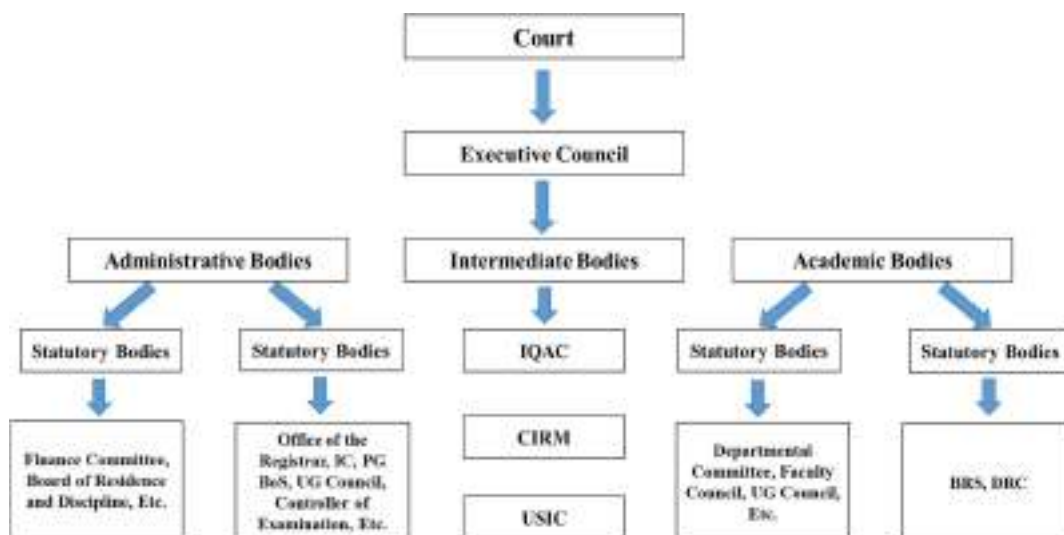 Court
Executive Council
Administrative Bodies
Intermediate Bodies
Academic Bodies
Statutory Bodies
Statutory Bodies
IQAC
Statutory Bodies
Statutory Bodies
Finance Committee,
Board of Residence
and Discipline, Etc.
Office of the
Registrar, IC, PG
BoS, UG Council,
Controller of
Examination, Etc.
CIRM
USIC
Departmental
Committee, Faculty
Council, UG Council,
Etc.
BRS, DRC